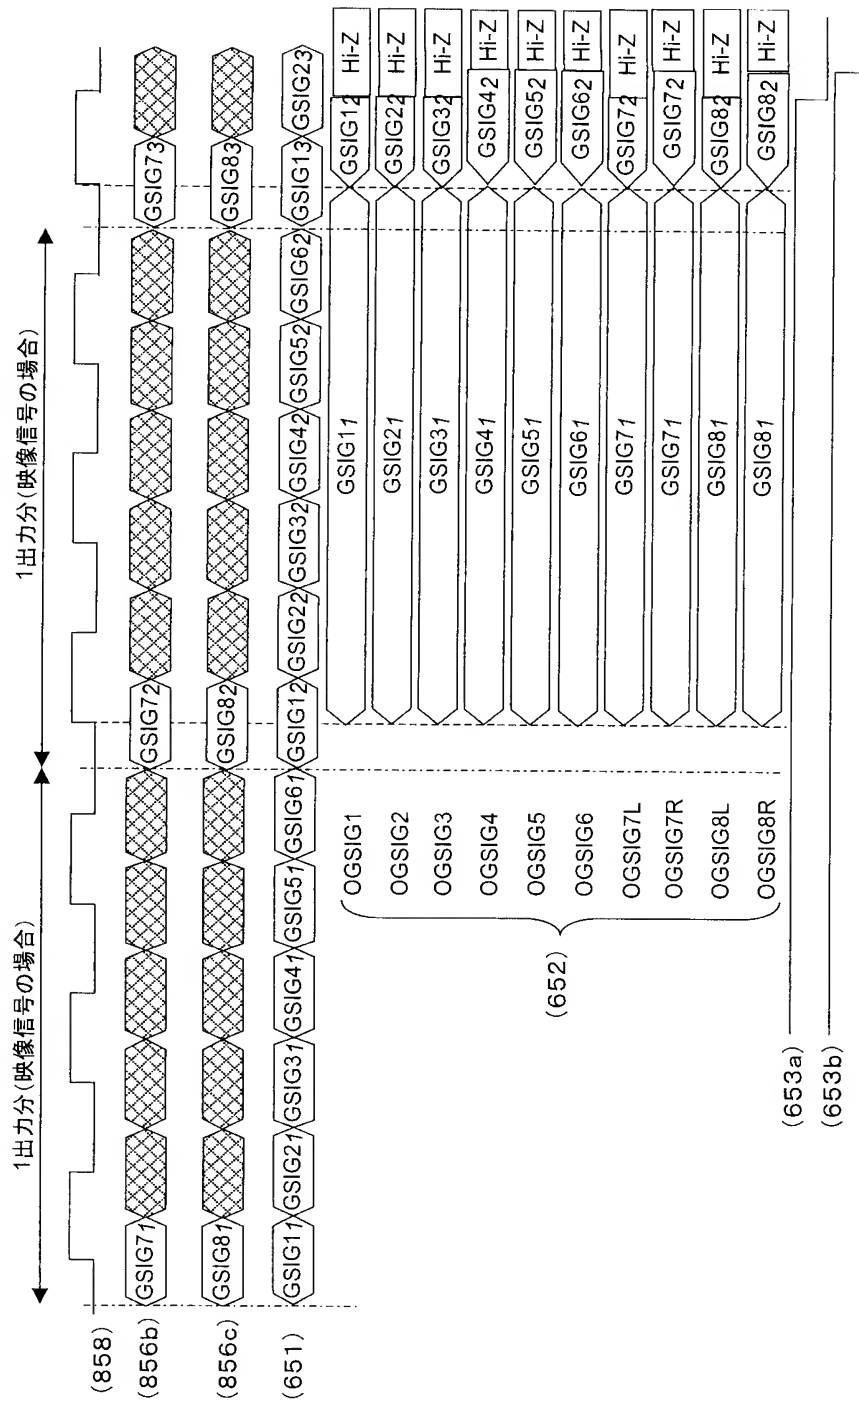 1出力分(映像信号の場合) 1出力分(映像信号の場合)
(858)
(856b) GSIG71 GSIG72 GSIG73
(856c) GSIG81 GSIG82 GSIG83
(651) GSIG11 GSIG21 GSIG31 GSIG41 GSIG51 GSIG61 GSIG12 GSIG22 GSIG32 GSIG42 GSIG52 GSIG62 GSIG13 GSIG23
(652)
OGSIG1 GSIG11 GSIG12 Hi-Z
OGSIG2 GSIG21 GSIG22 Hi-Z
OGSIG3 GSIG31 GSIG32 Hi-Z
OGSIG4 GSIG41 GSIG42 Hi-Z
OGSIG5 GSIG51 GSIG52 Hi-Z
OGSIG6 GSIG61 GSIG62 Hi-Z
OGSIG7L GSIG71 GSIG72 Hi-Z
OGSIG7R GSIG71 GSIG72 Hi-Z
OGSIG8L GSIG81 GSIG82 Hi-Z
OGSIG8R GSIG81 GSIG82 Hi-Z
(653a)
(653b)